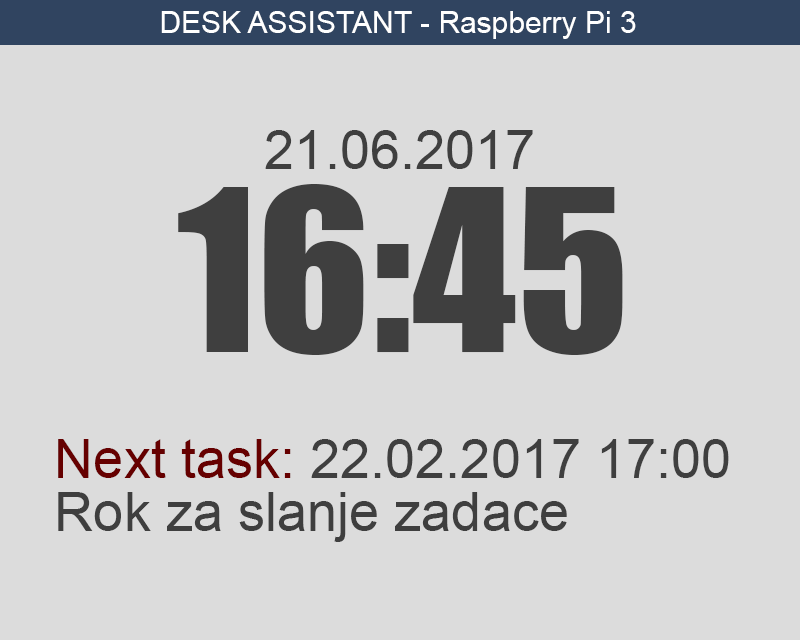 DESK ASSISTANT - Raspberry Pi 3
21.06.2017
16:45
Next task: 22.02.2017 17:00
Rok za slanje zadace